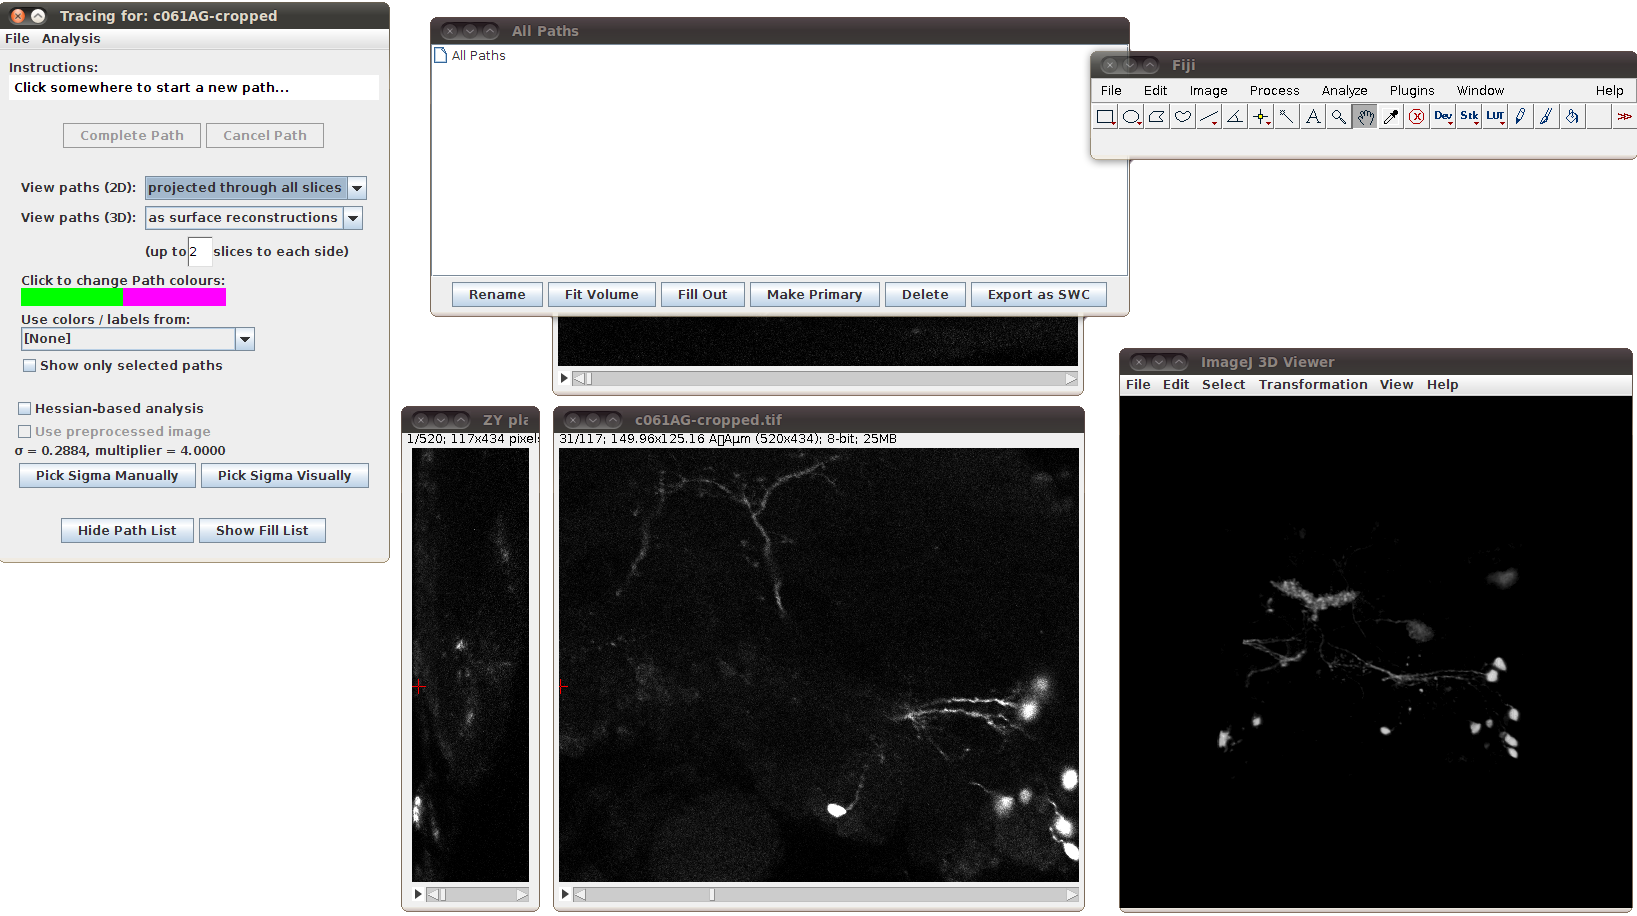 Tracing for: c061AG-cropped
File Analysis
Instructions:
Click somewhere to start a new path...
Complete Path Cancel Path
View paths (2D): projected through all slices
View paths (3D): as surface reconstructions
(up to 2 slices to each side)
Click to change Path colours:
Use colors / labels from:
[None]
Show only selected paths
Hessian-based analysis
Use preprocessed image
σ = 0.2884, multiplier = 4.0000
Pick Sigma Manually Pick Sigma Visually
Hide Path List Show Fill List
All Paths
All Paths
Rename Fit Volume Fill Out Make Primary Delete Export as SWC
Fiji
File Edit Image Process Analyze Plugins Window Help
Dev Stk LUT
ZY pla
1/520; 117x434 pixels
c061AG-cropped.tif
31/117; 149.96x125.16 A▯Aµm (520x434); 8-bit; 25MB
ImageJ 3D Viewer
File Edit Select Transformation View Help